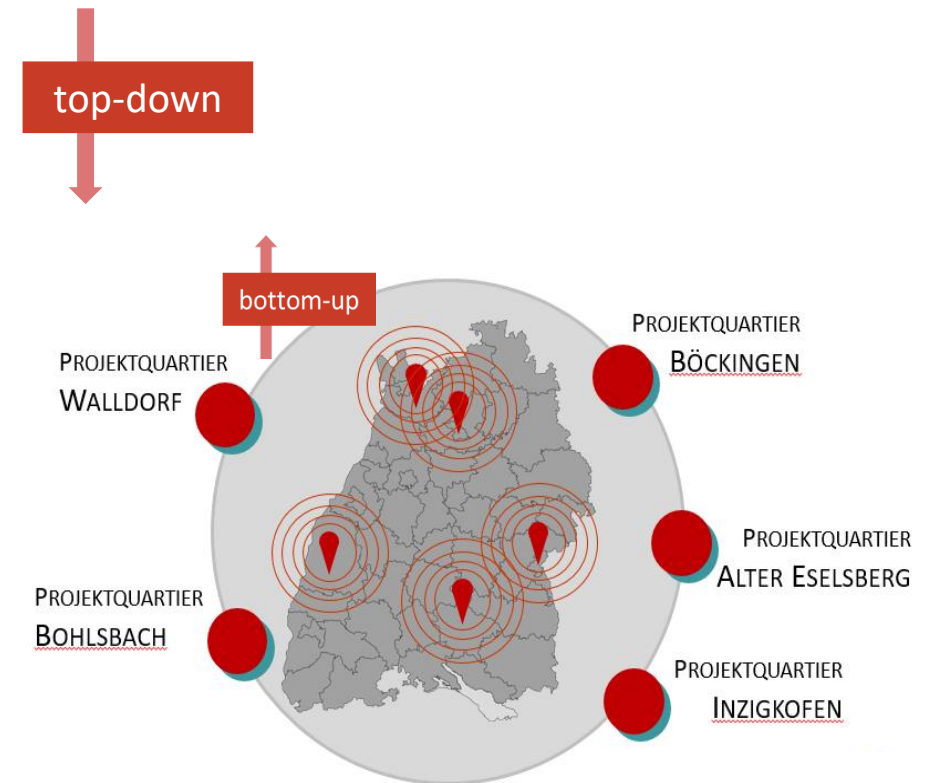 top-down
bottom-up
PROJEKTQUARTIER
BÖCKINGEN
PROJEKTQUARTIER
WALLDORF
PROJEKTQUARTIER
ALTER ESELSBERG
PROJEKTQUARTIER
BOHLSBACH
PROJEKTQUARTIER
INZIGKOFEN